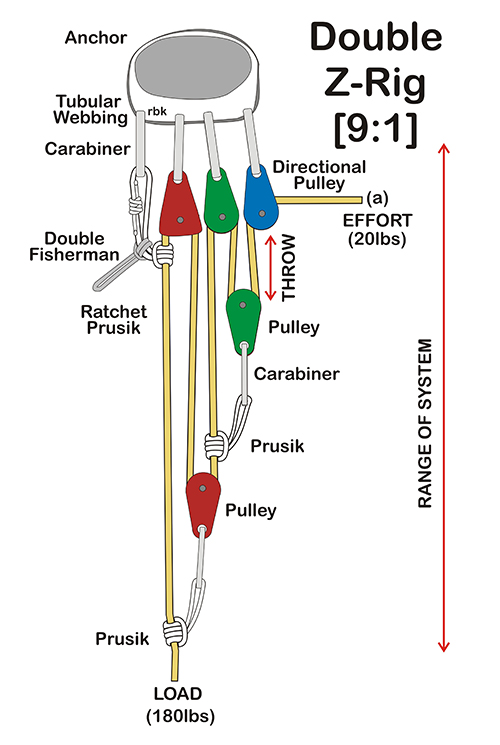 Double
Z-Rig
[9:1]
Anchor
Tubular
Webbing
rbk
Carabiner
Directional
Pulley
(a)
EFFORT
(20lbs)
Double
Fisherman
THROW
Ratchet
Prusik
Pulley
Carabiner
RANGE OF SYSTEM
Prusik
Pulley
Prusik
LOAD
(180lbs)